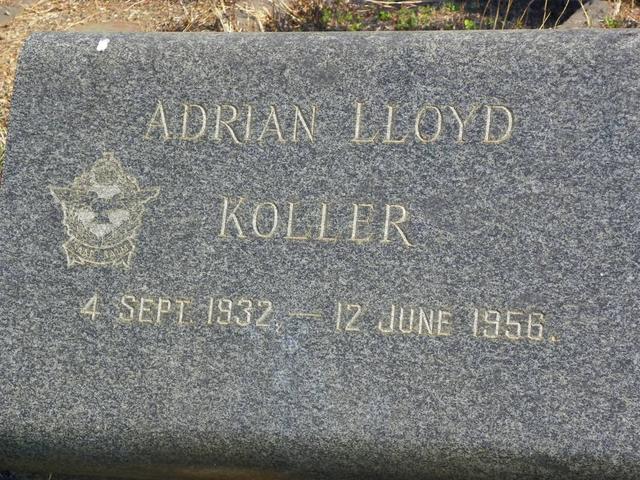 ADRIAN LLOYD
KOLLER
4 SEPT. 1932. — 12 JUNE 1956.